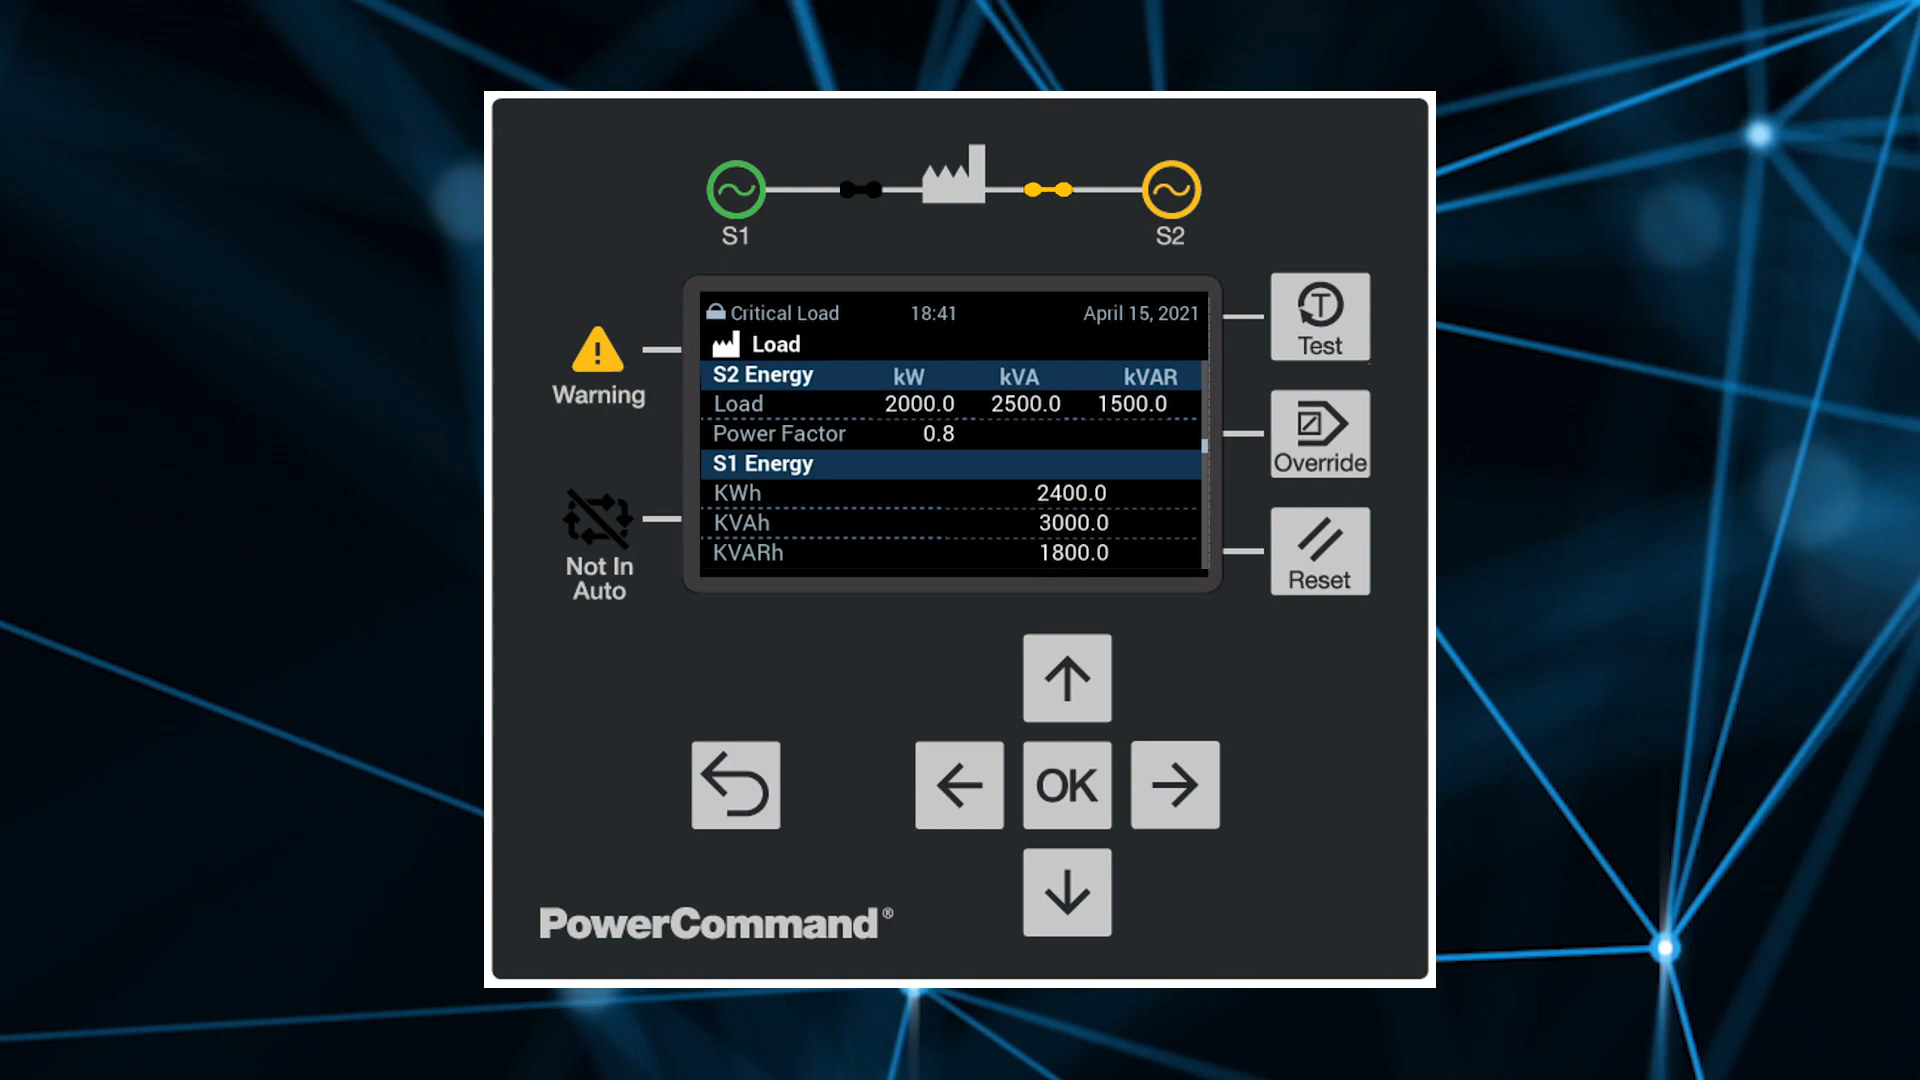 S1
S2
Critical Load 18:41 April 15, 2021
Load
S2 Energy kW kVA kVAR
Load 2000.0 2500.0 1500.0
Power Factor 0.8
S1 Energy
KWh 2400.0
KVAh 3000.0
KVARh 1800.0
Warning
Not In
Auto
T
Test
Override
Reset
OK
PowerCommand®